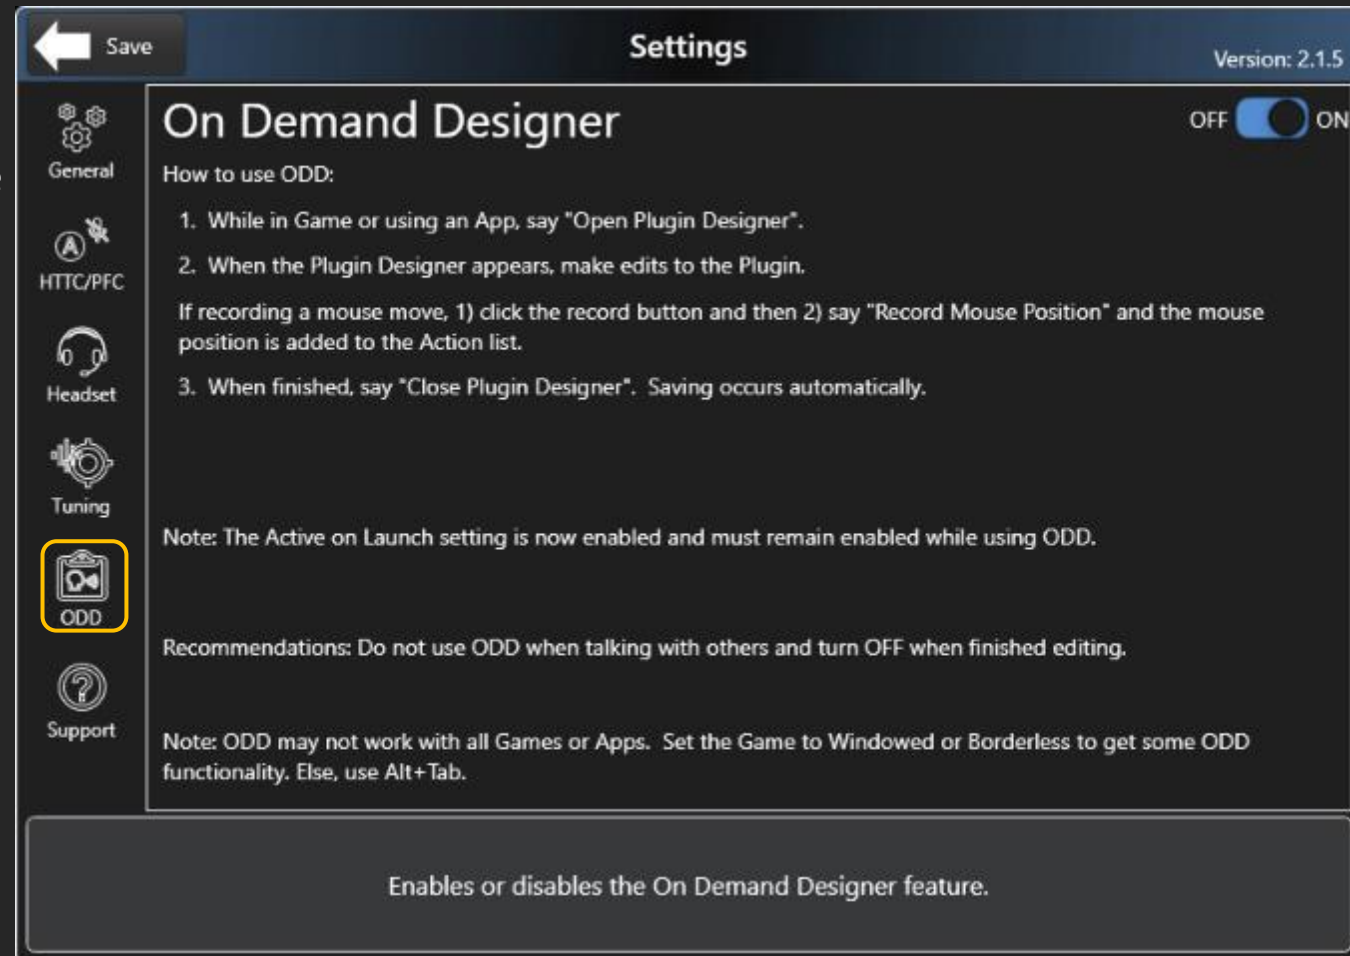 Save
Settings
Version: 2.1.5
General
HTTC/PFC
Headset
Tuning
ODD
Support
On Demand Designer
OFF ON
How to use ODD:
1. While in Game or using an App, say "Open Plugin Designer".
2. When the Plugin Designer appears, make edits to the Plugin.
If recording a mouse move, 1) click the record button and then 2) say "Record Mouse Position" and the mouse
position is added to the Action list.
3. When finished, say "Close Plugin Designer". Saving occurs automatically.
Note: The Active on Launch setting is now enabled and must remain enabled while using ODD.
Recommendations: Do not use ODD when talking with others and turn OFF when finished editing.
Note: ODD may not work with all Games or Apps. Set the Game to Windowed or Borderless to get some ODD
functionality. Else, use Alt+Tab.
Enables or disables the On Demand Designer feature.